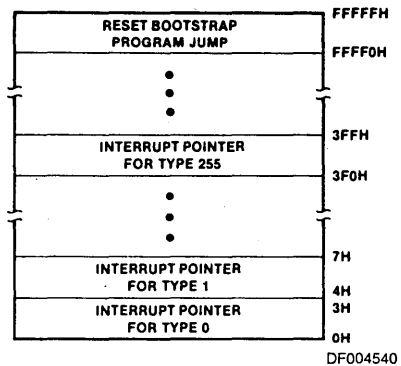 FFFFFH
RESET BOOTSTRAP
PROGRAM JUMP
FFFF0H
3FFH
INTERRUPT POINTER
FOR TYPE 255
3F0H
7H
INTERRUPT POINTER
FOR TYPE 1
4H
3H
INTERRUPT POINTER
FOR TYPE 0
0H
DF004540